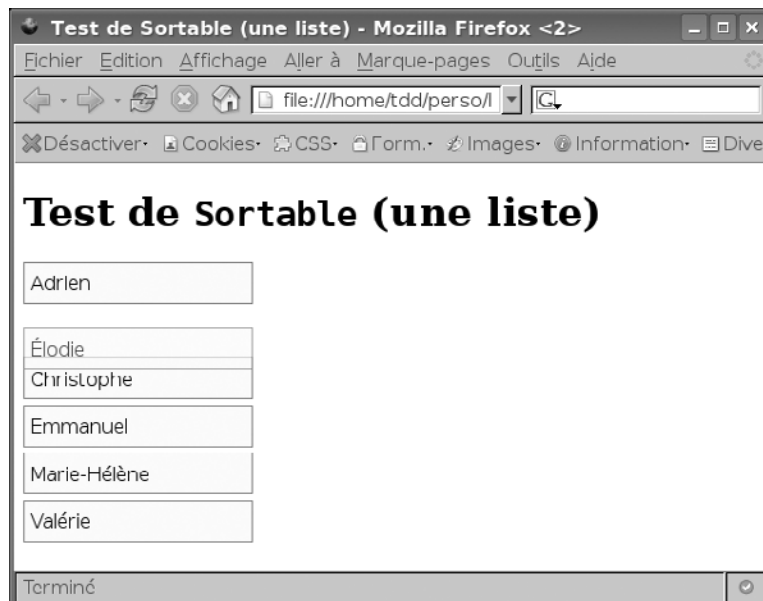 Test de Sortable (une liste) - Mozilla Firefox <2>
Fichier Edition Affichage Aller à Marque-pages Outils Aide
file:///home/tdd/perso/l G
Désactiver Cookies CSS Form. Images Information Dive
Test de Sortable (une liste)
Adrien
Élodie
Christophe
Emmanuel
Marie-Hélène
Valérie
Terminé